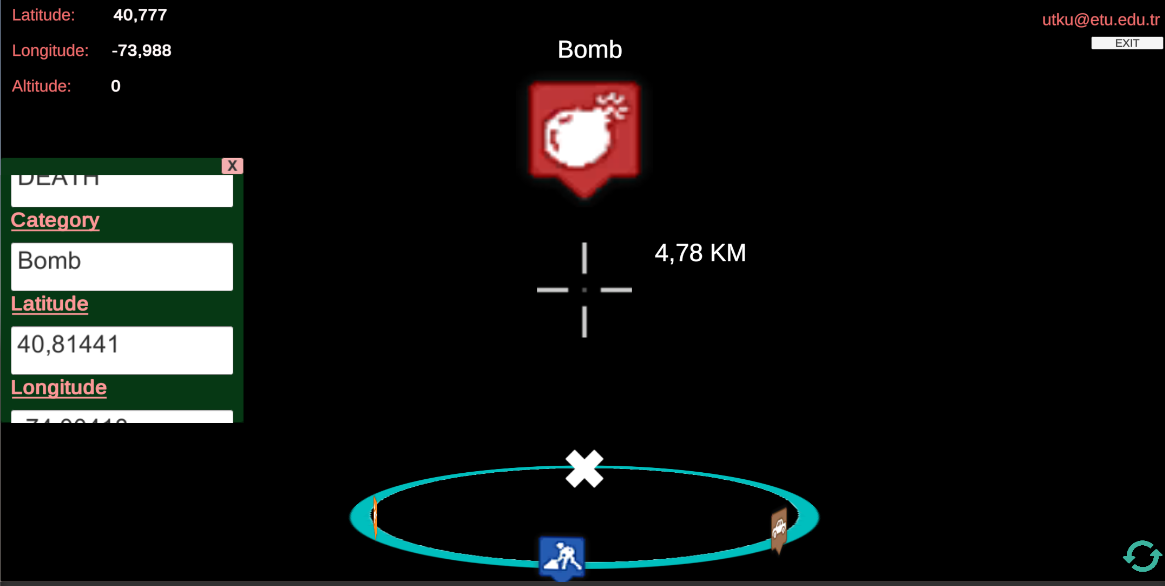 Latitude: 40,777
Longitude: -73,988
Altitude: 0
utku@etu.edu.tr
EXIT
Bomb
4,78 KM
X
DEATH
Category
Bomb
Latitude
40,81441
Longitude